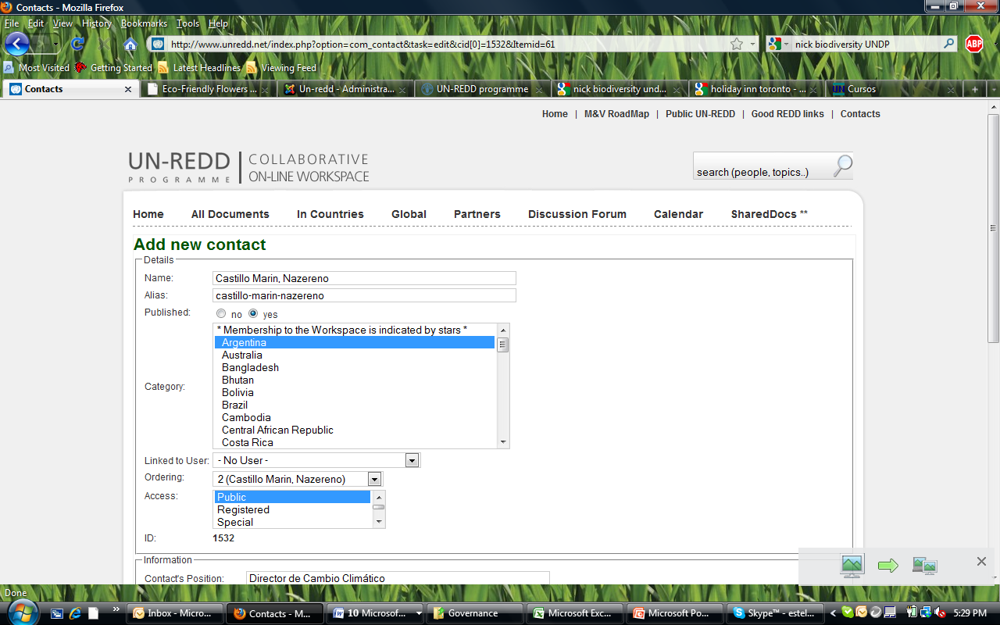 Contacts - Mozilla Firefox
File Edit View History Bookmarks Tools Help
http://www.unredd.net/index.php?option=com_contact&task=edit&cid[0]=1532&Itemid=61
nick biodiversity UNDP
ABP
Most Visited Getting Started Latest Headlines Viewing Feed
Contacts Eco-Friendly Flowers ... Un-redd - Administra... UN-REDD programme nick biodiversity und... holiday inn toronto - ... UN Cursos
Home | M&V RoadMap | Public UN-REDD | Good REDD links | Contacts
UN-REDD
PROGRAMME
COLLABORATIVE
ON-LINE WORKSPACE
search (people, topics..)
Home All Documents In Countries Global Partners Discussion Forum Calendar SharedDocs **
Add new contact
Details
Name: Castillo Marin, Nazereno
Alias: castillo-marin-nazereno
Published: no yes
Category:
* Membership to the Workspace is indicated by stars *
Argentina
Australia
Bangladesh
Bhutan
Bolivia
Brazil
Cambodia
Central African Republic
Costa Rica
Linked to User: - No User -
Ordering: 2 (Castillo Marin, Nazereno)
Access: Public
Registered
Special
ID: 1532
Information
Contact's Position: Director de Cambio Climático
Done
Inbox - Micro... Contacts - M... 10 Microsof... Governance Microsoft Exc... Microsoft Po... Skype™ - estel... 5:29 PM